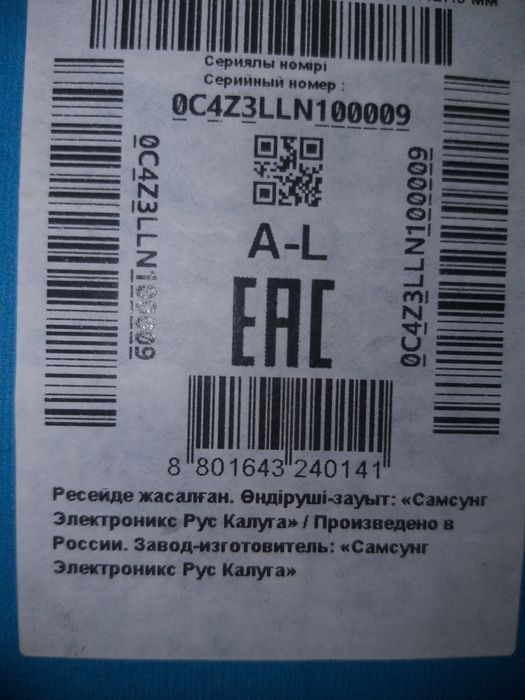 мм
Сериялы нөмірі
Серийный номер :
0C4Z3LLN100009
0C4Z3LLN100009
0C4Z3LLN100009
A-L
EAC
8 801643 240141
Ресейде жасалған. Өндіруші-зауыт: «Самсунг
Электроникс Рус Калуга» / Произведено в
России. Завод-изготовитель: «Самсунг
Электроникс Рус Калуга»